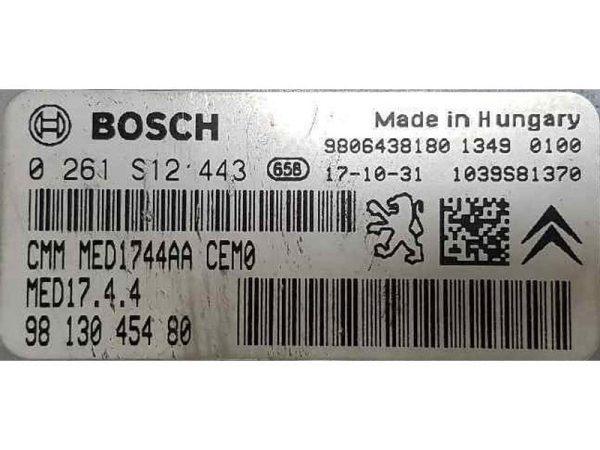 BOSCH
Made in Hungary
9806438180 1349 0100
0 261 S12 443 656 17-10-31 1039S81370
CMM MED1744AA CEM0
MED17.4.4
98 130 454 80